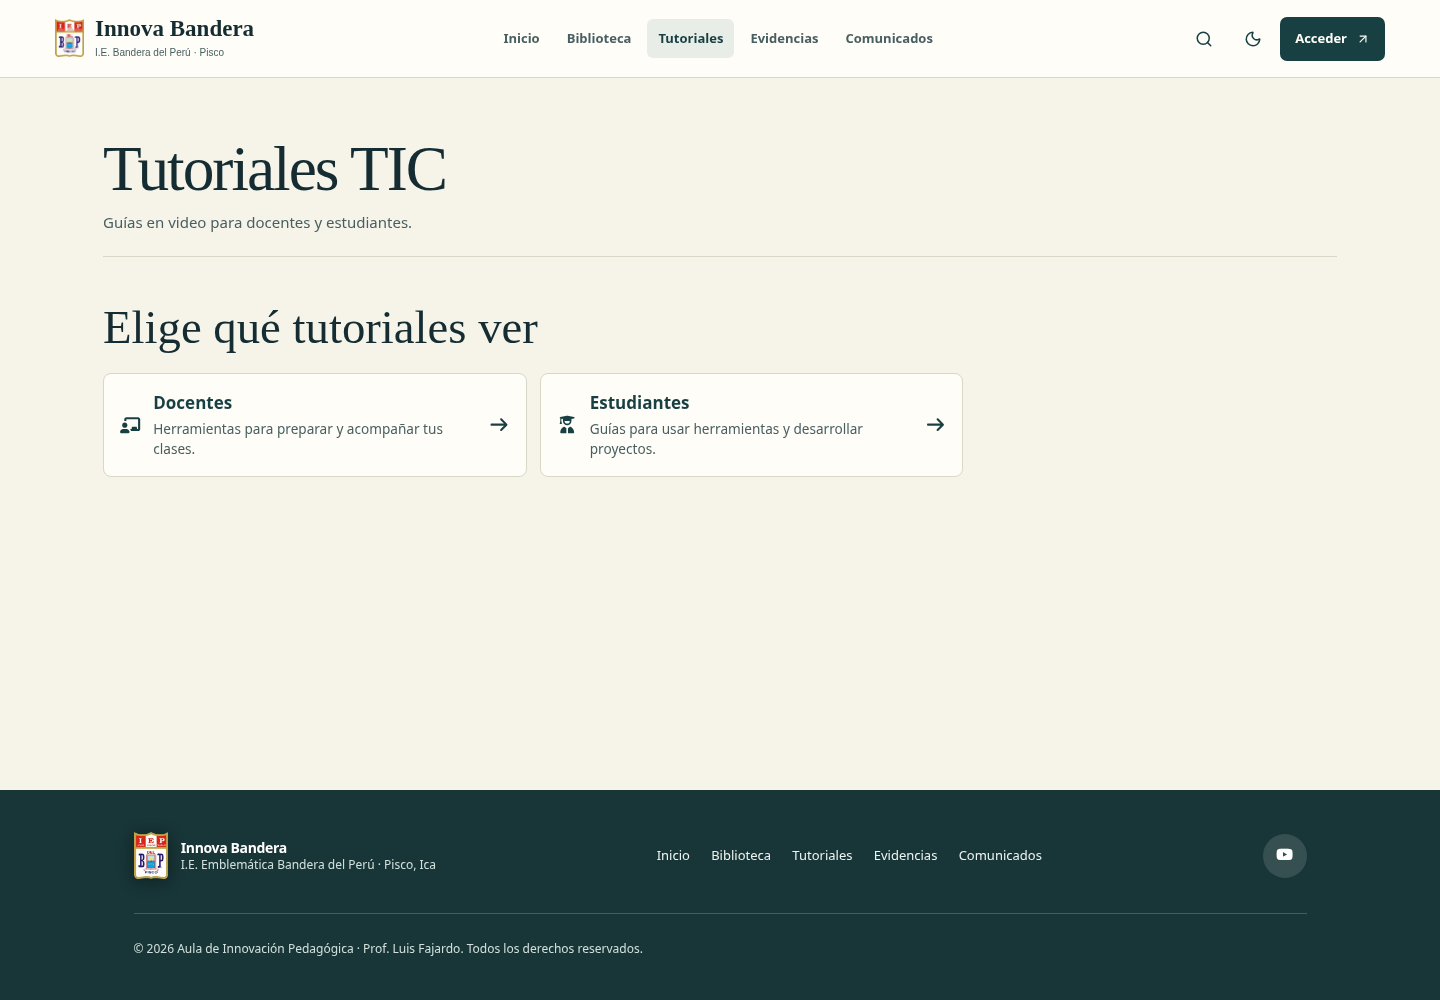 Innova Bandera
I.E. Bandera del Perú · Pisco
Inicio
Biblioteca
Tutoriales
Evidencias
Comunicados
Acceder
Tutoriales TIC
Guías en video para docentes y estudiantes.
Elige qué tutoriales ver
Docentes
Herramientas para preparar y acompañar tus
clases.
Estudiantes
Guías para usar herramientas y desarrollar
proyectos.
IEP
Innova Bandera
I.E. Emblemática Bandera del Perú · Pisco, Ica
Inicio
Biblioteca
Tutoriales
Evidencias
Comunicados
© 2026 Aula de Innovación Pedagógica · Prof. Luis Fajardo. Todos los derechos reservados.